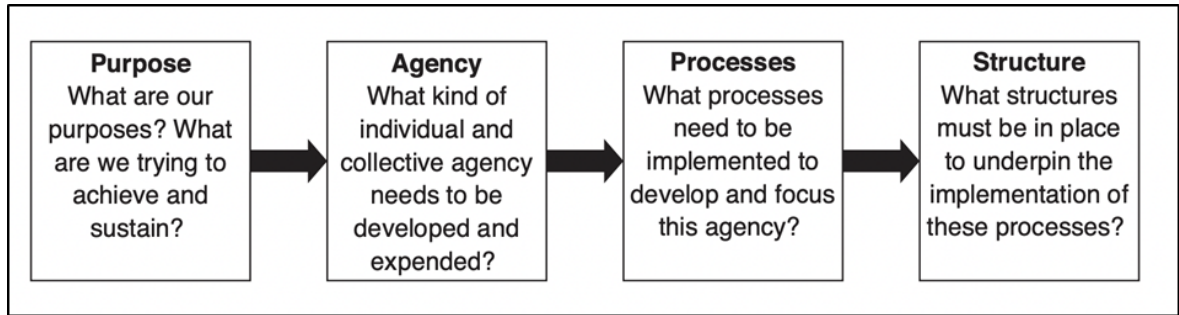 Purpose
What are our
purposes? What
are we trying to
achieve and
sustain?
Agency
What kind of
individual and
collective agency
needs to be
developed and
expended?
Processes
What processes
need to be
implemented to
develop and focus
this agency?
Structure
What structures
must be in place
to underpin the
implementation of
these processes?